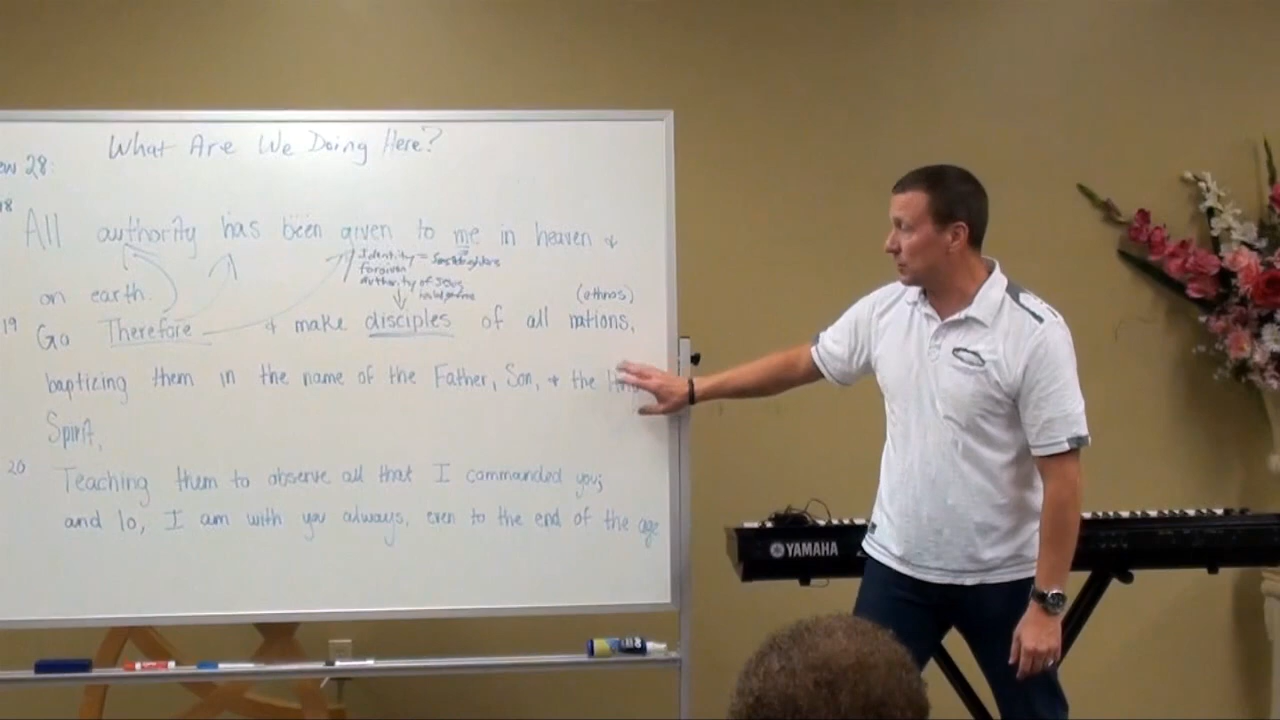 What Are We Doing Here?
ew 28:
18
All authority has been given to me in heaven &
Identity =
forgiven
authority of Jesus
on earth.
(ethnos)
19
Go Therefore & make disciples of all nations,
baptizing them in the name of the Father, Son, & the
Spirit,
20
Teaching them to observe all that I commanded you;
and lo, I am with you always, even to the end of the age
YAMAHA